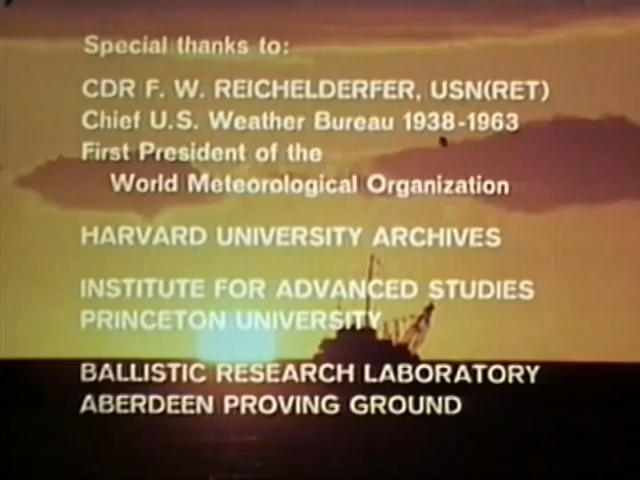 Special thanks to:
CDR F. W. REICHELDERFER, USN(RET)
Chief U.S. Weather Bureau 1938-1963
First President of the
World Meteorological Organization
HARVARD UNIVERSITY ARCHIVES
INSTITUTE FOR ADVANCED STUDIES
PRINCETON UNIVERSITY
BALLISTIC RESEARCH LABORATORY
ABERDEEN PROVING GROUND